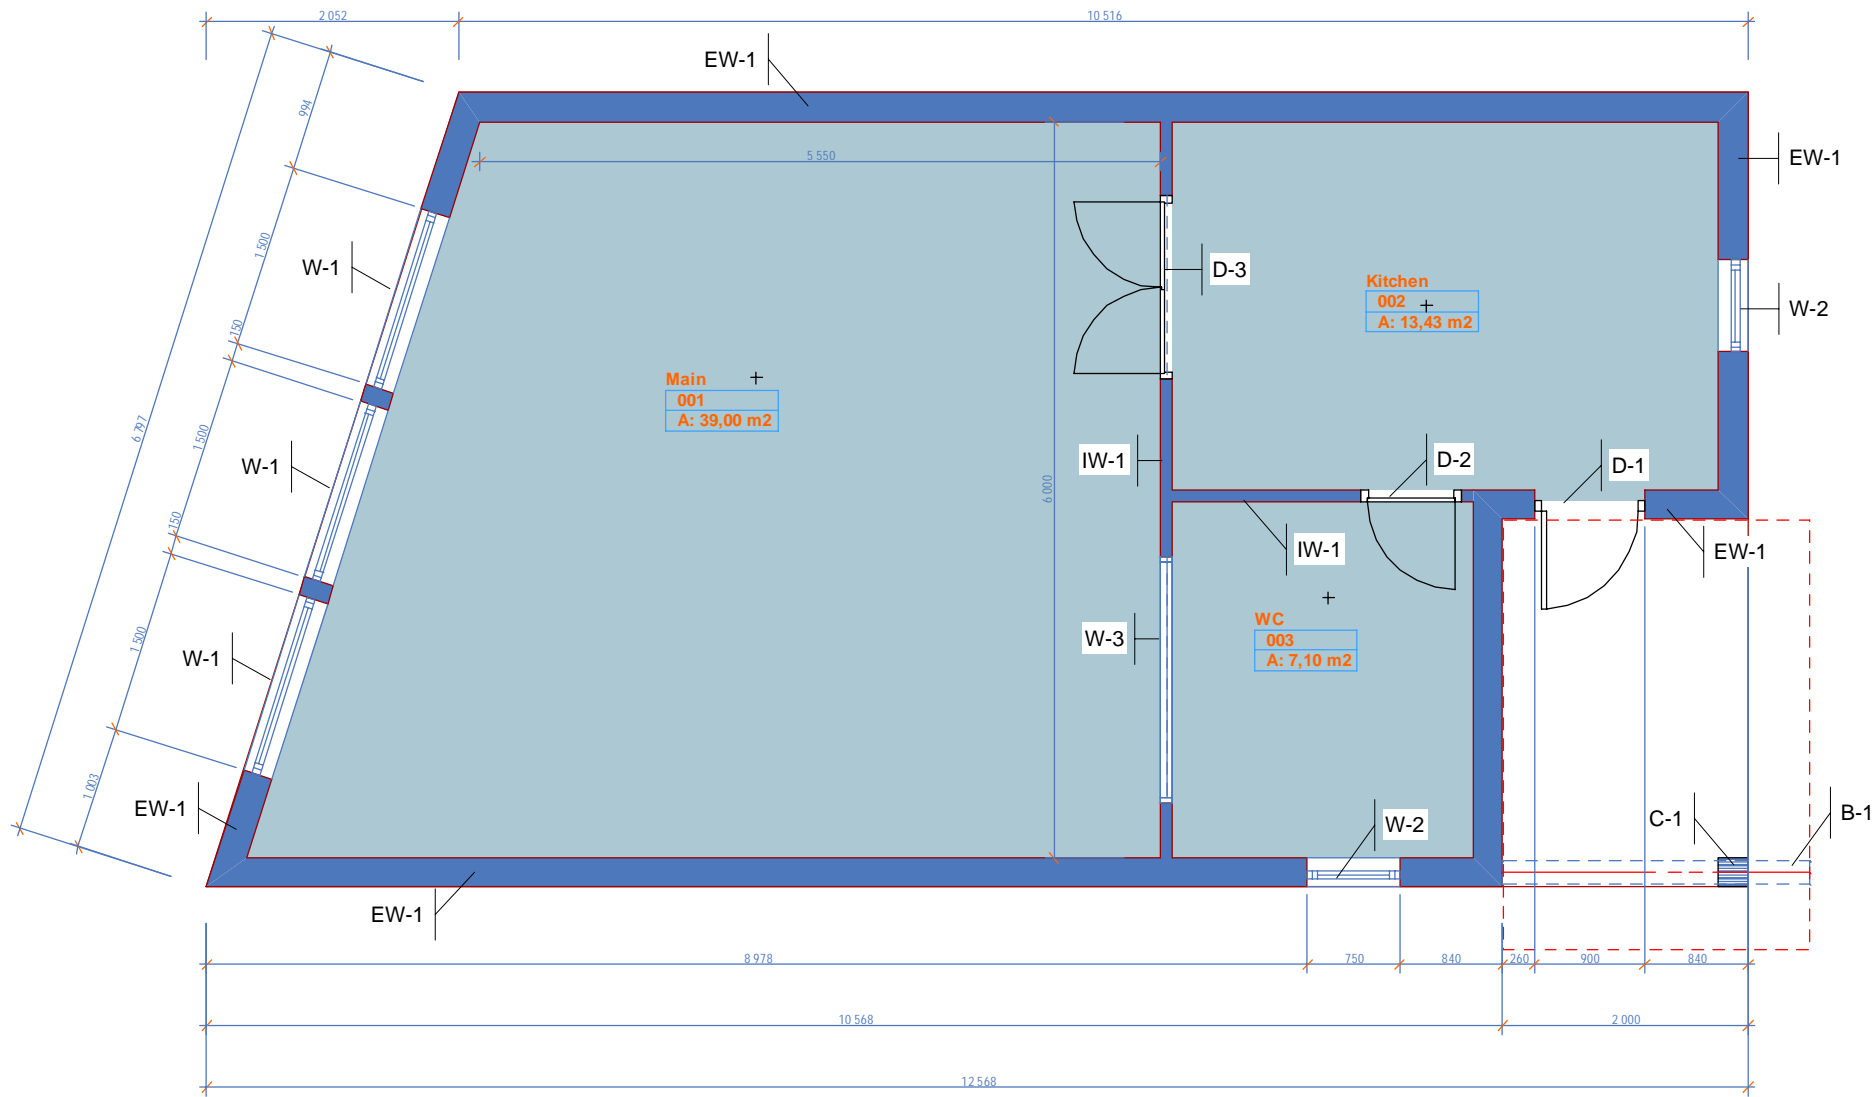 2 052
10 516
EW-1
994
5 550
EW-1
1 500
W-1
D-3
Kitchen
002
A: 13,43 m2
W-2
150
Main
001
A: 39,00 m2
6 797
1 500
W-1
IW-1
D-2
D-1
6 000
150
IW-1
EW-1
1 500
W-1
W-3
WC
003
A: 7,10 m2
1 003
EW-1
W-2
C-1
B-1
EW-1
8 978
750
840
260
900
840
10 568
2 000
12 568